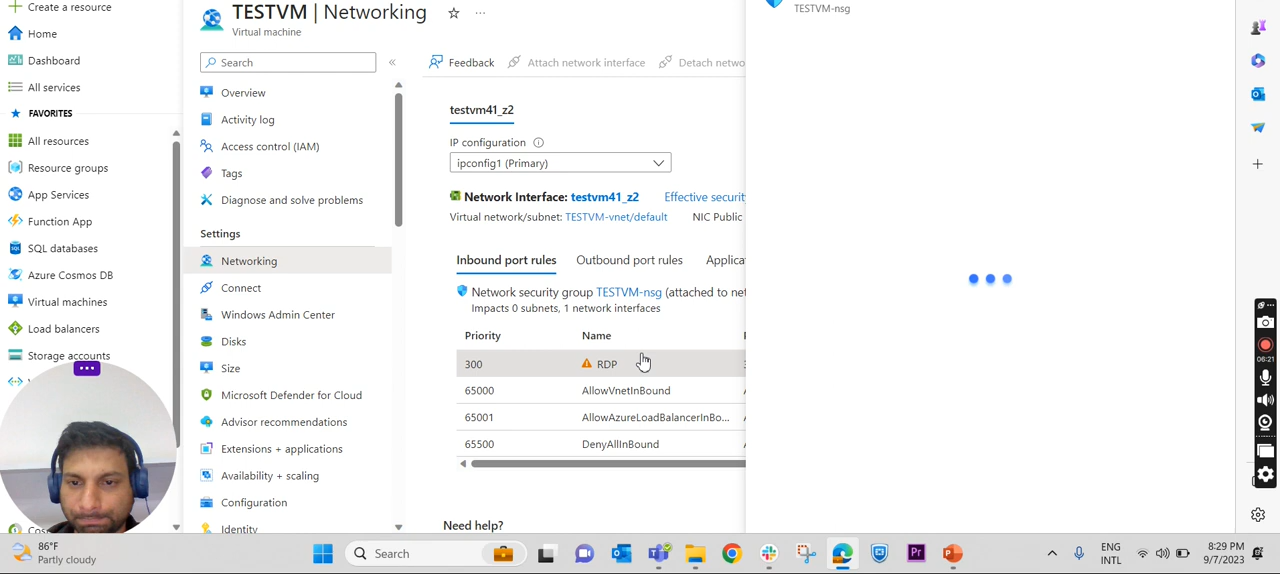 Create a resource
Home
Dashboard
All services
FAVORITES
All resources
Resource groups
App Services
Function App
SQL databases
Azure Cosmos DB
Virtual machines
Load balancers
Storage accounts
TESTVM | Networking
Virtual machine
Search
Overview
Activity log
Access control (IAM)
Tags
Diagnose and solve problems
Settings
Networking
Connect
Windows Admin Center
Disks
Size
Microsoft Defender for Cloud
Advisor recommendations
Extensions + applications
Availability + scaling
Configuration
Identity
Feedback Attach network interface Detach netwo
testvm41_z2
IP configuration
ipconfig1 (Primary)
Network Interface: testvm41_z2 Effective security
Virtual network/subnet: TESTVM-vnet/default NIC Public
Inbound port rules Outbound port rules Applica
Network security group TESTVM-nsg (attached to net
Impacts 0 subnets, 1 network interfaces
Priority Name
300 RDP
65000 AllowVnetInBound
65001 AllowAzureLoadBalancerInBo...
65500 DenyAllInBound
Need help?
TESTVM-nsg
06:21
86°F
Partly cloudy
Search
ENG
INTL
8:29 PM
9/7/2023